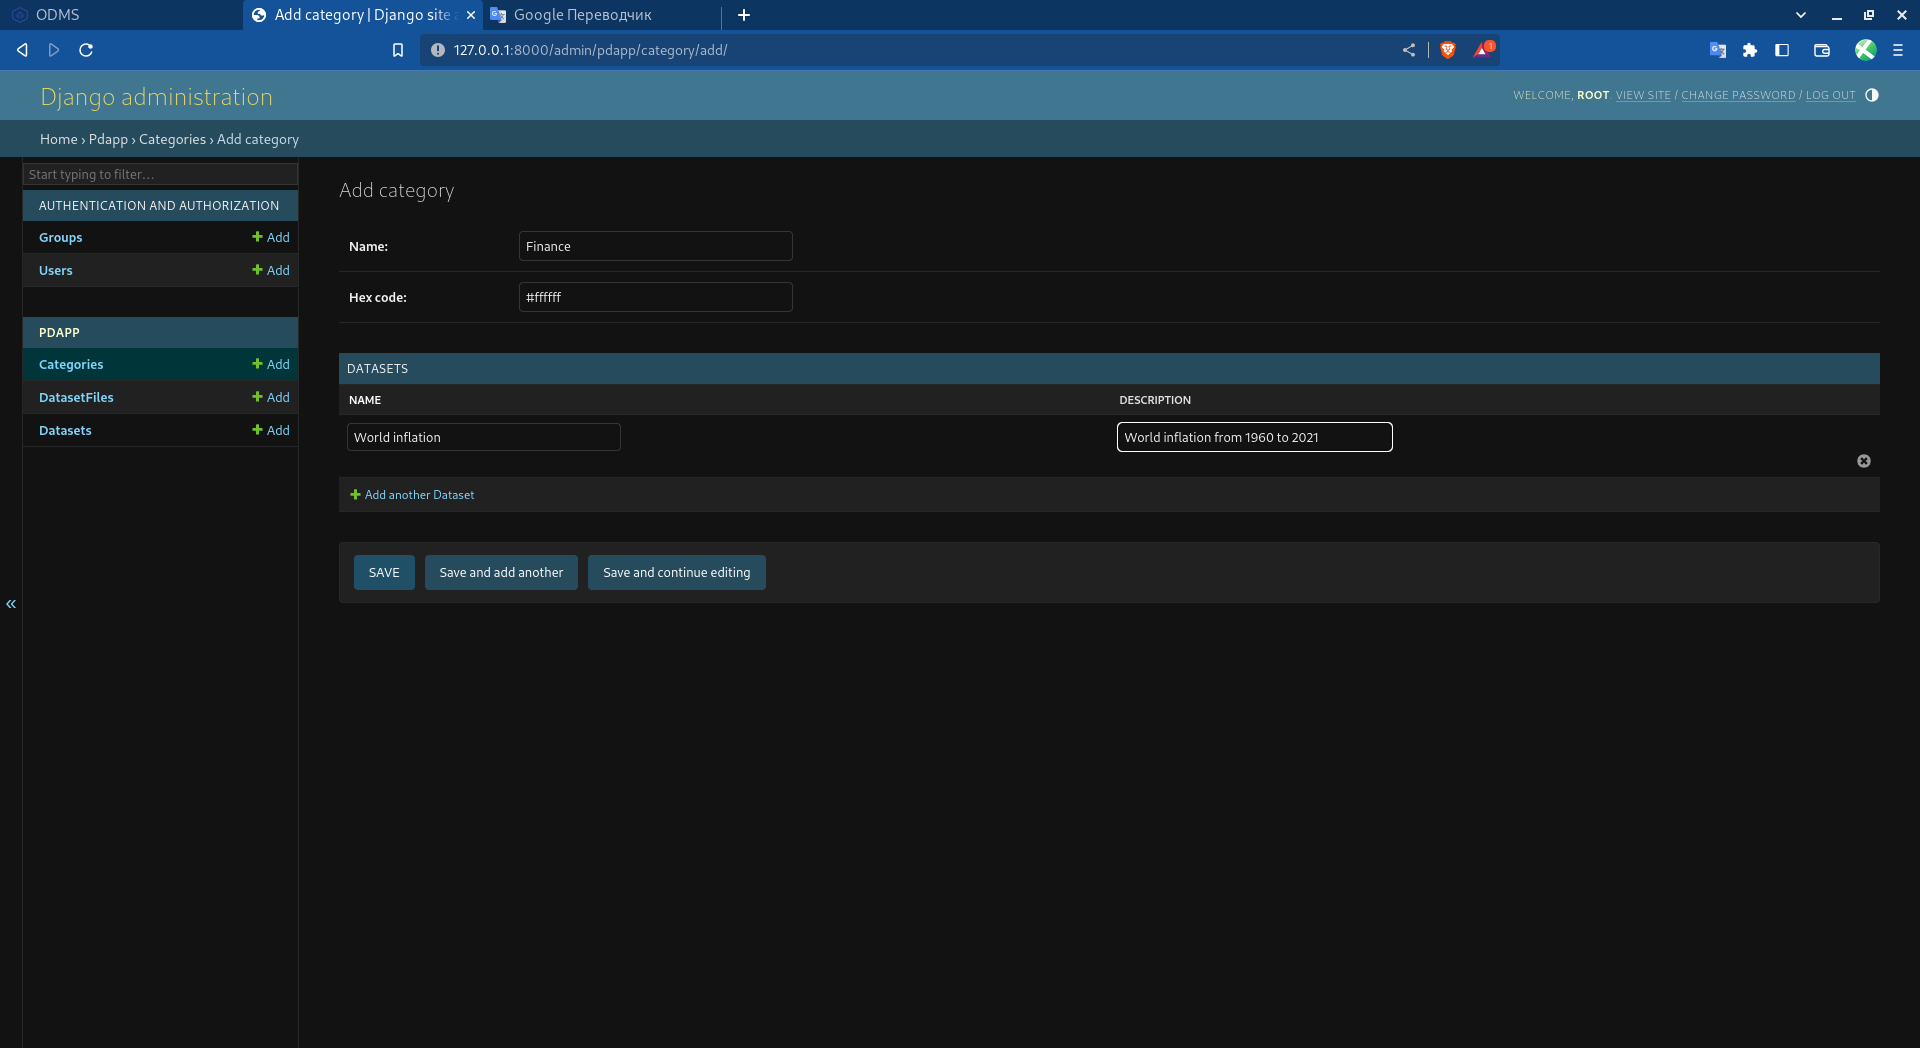 ODMS
Add category | Django site a
Google Переводчик
127.0.0.1:8000/admin/pdapp/category/add/
1
Django administration
WELCOME, ROOT. VIEW SITE / CHANGE PASSWORD / LOG OUT
Home › Pdapp › Categories › Add category
Start typing to filter...
AUTHENTICATION AND AUTHORIZATION
Groups + Add
Users + Add
PDAPP
Categories + Add
DatasetFiles + Add
Datasets + Add
«
Add category
Name: Finance
Hex code: #ffffff
DATASETS
NAME DESCRIPTION
World inflation World inflation from 1960 to 2021
+ Add another Dataset
SAVE Save and add another Save and continue editing